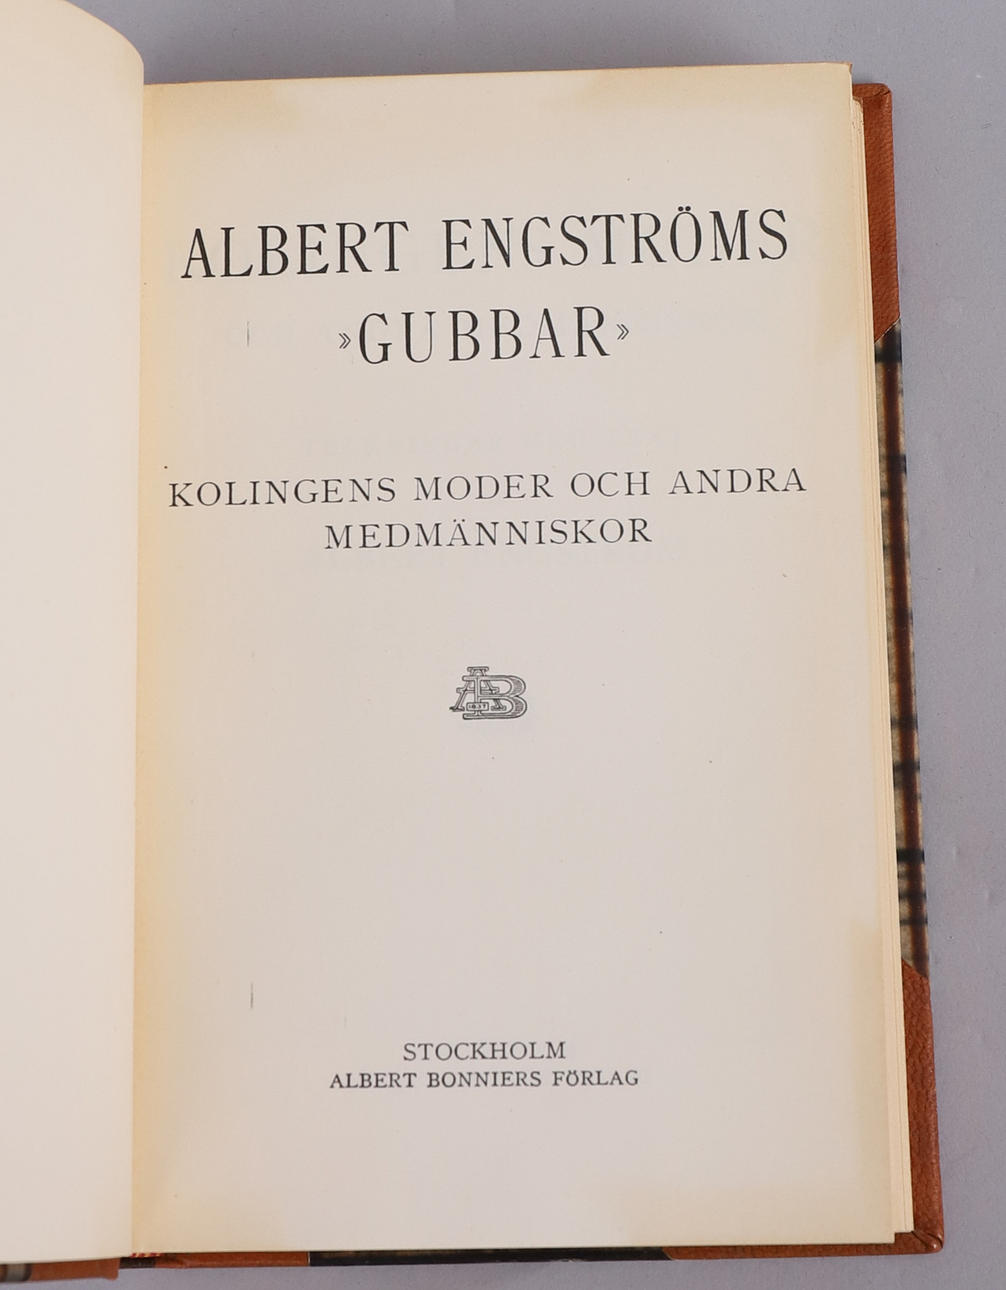 ALBERT ENGSTRÖMS
»GUBBAR»
KOLINGENS MODER OCH ANDRA
MEDMÄNNISKOR
STOCKHOLM
ALBERT BONNIERS FÖRLAG